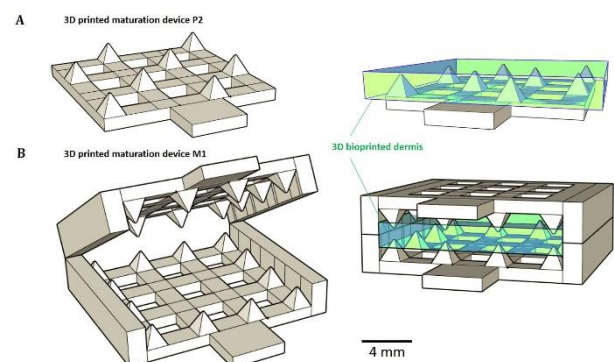 A 3D printed maturation device P2
3D bioprinted dermis
B 3D printed maturation device M1
4 mm